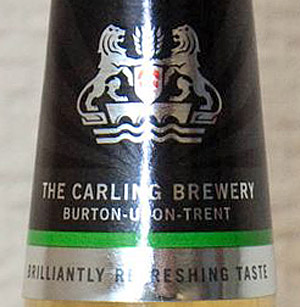 THE CARLING BREWERY
BURTON-UPON-TRENT
BRILLIANTLY REFRESHING TASTE